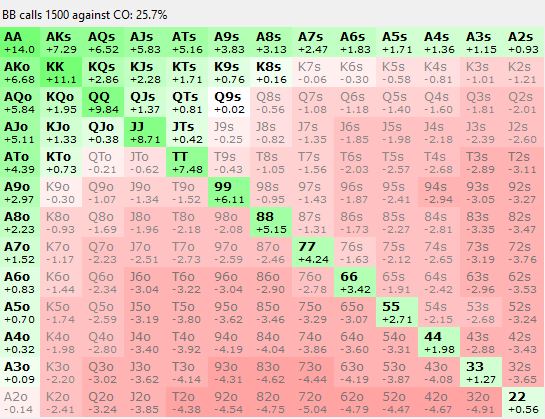 BB calls 1500 against CO: 25.7%
AA AKs AQs AJs ATs A9s A8s A7s A6s A5s A4s A3s A2s
+14.0 +7.29 +6.52 +5.83 +5.16 +3.83 +3.13 +2.47 +1.83 +1.71 +1.36 +1.15 +0.93
AKo KK KQs KJs KTs K9s K8s K7s K6s K5s K4s K3s K2s
+6.68 +11.1 +2.86 +2.28 +1.71 +0.76 +0.16 -0.06 -0.30 -0.58 -0.81 -1.01 -1.21
AQo KQo QQ QJs QTs Q9s Q8s Q7s Q6s Q5s Q4s Q3s Q2s
+5.84 +1.95 +9.84 +1.37 +0.81 +0.02 -0.56 -1.08 -1.18 -1.40 -1.60 -1.81 -2.01
AJo KJo QJo JJ JTs J9s J8s J7s J6s J5s J4s J3s J2s
+5.11 +1.33 +0.38 +8.71 +0.42 -0.25 -0.82 -1.35 -1.85 -1.98 -2.18 -2.39 -2.60
ATo KTo QTo JTo TT T9s T8s T7s T6s T5s T4s T3s T2s
+4.39 +0.73 -0.21 -0.62 +7.48 -0.43 -1.05 -1.56 -2.03 -2.57 -2.68 -2.89 -3.11
A9o K9o Q9o J9o T9o 99 98s 97s 96s 95s 94s 93s 92s
+2.97 -0.30 -1.07 -1.34 -1.52 +6.11 -0.95 -1.43 -1.87 -2.41 -2.94 -3.05 -3.27
A8o K8o Q8o J8o T8o 98o 88 87s 86s 85s 84s 83s 82s
+2.23 -0.93 -1.69 -1.96 -2.18 -2.08 +5.15 -1.31 -1.73 -2.27 -2.81 -3.35 -3.47
A7o K7o Q7o J7o T7o 97o 87o 77 76s 75s 74s 73s 72s
+1.52 -1.17 -2.23 -2.51 -2.73 -2.59 -2.46 +4.24 -1.63 -2.12 -2.65 -3.19 -3.76
A6o K6o Q6o J6o T6o 96o 86o 76o 66 65s 64s 63s 62s
+0.83 -1.44 -2.34 -3.04 -3.22 -3.04 -2.90 -2.78 +3.42 -1.91 -2.42 -2.96 -3.53
A5o K5o Q5o J5o T5o 95o 85o 75o 65o 55 54s 53s 52s
+0.70 -1.74 -2.59 -3.19 -3.80 -3.62 -3.46 -3.29 -3.07 +2.71 -2.15 -2.68 -3.24
A4o K4o Q4o J4o T4o 94o 84o 74o 64o 54o 44 43s 42s
+0.32 -1.98 -2.80 -3.40 -3.92 -4.19 -4.04 -3.86 -3.60 -3.31 +1.98 -2.88 -3.43
A3o K3o Q3o J3o T3o 93o 83o 73o 63o 53o 43o 33 32s
+0.09 -2.20 -3.02 -3.62 -4.14 -4.31 -4.62 -4.44 -4.19 -3.87 -4.08 +1.27 -3.65
A2o K2o Q2o J2o T2o 92o 82o 72o 62o 52o 42o 32o 22
-0.14 -2.41 -3.24 -3.85 -4.38 -4.54 -4.75 -5.04 -4.79 -4.47 -4.67 -4.91 +0.56